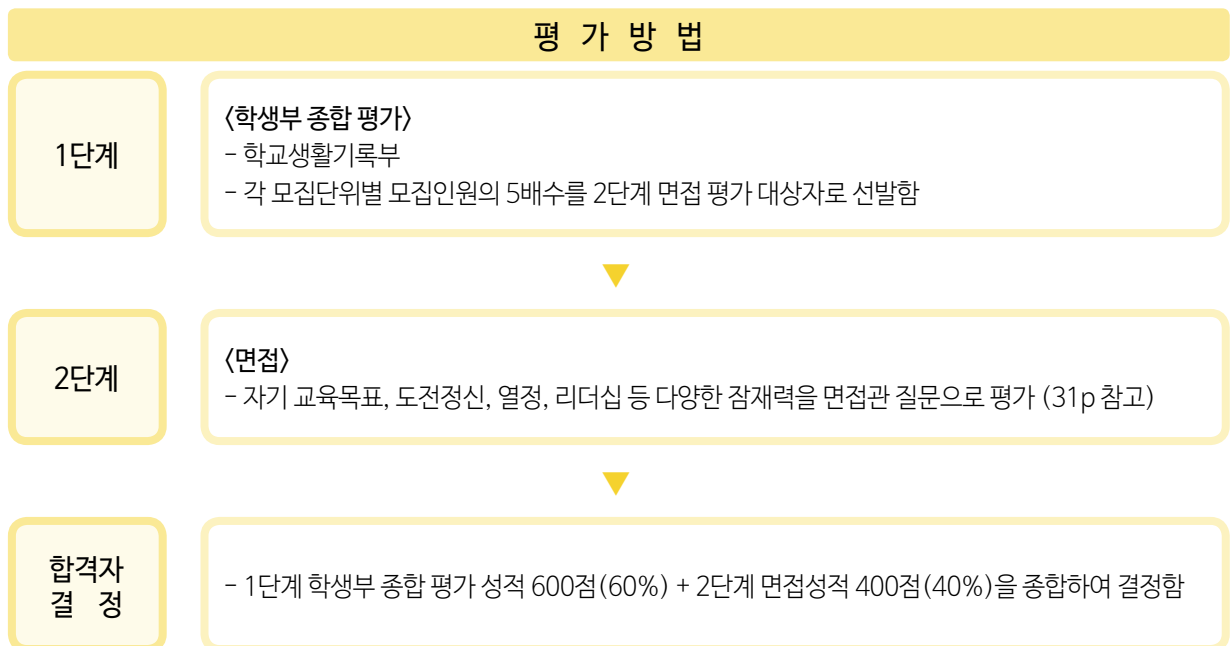 평 가 방 법
1단계
〈학생부 종합 평가〉
- 학교생활기록부
- 각 모집단위별 모집인원의 5배수를 2단계 면접 평가 대상자로 선발함
2단계
〈면접〉
- 자기 교육목표, 도전정신, 열정, 리더십 등 다양한 잠재력을 면접관 질문으로 평가 (31p 참고)
합격자
결 정
- 1단계 학생부 종합 평가 성적 600점(60%) + 2단계 면접성적 400점(40%)을 종합하여 결정함